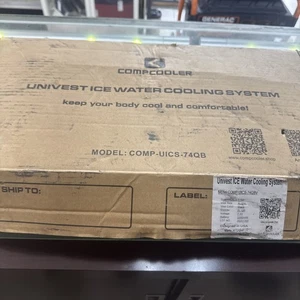 GENERAC
COMPCOOLER
UNIVEST ICE WATER COOLING SYSTEM
keep your body cool and comfortable!
MODEL: COMP-UICS-74QB
SHIP TO:
LABEL:
Univest ICE Water Cooling System